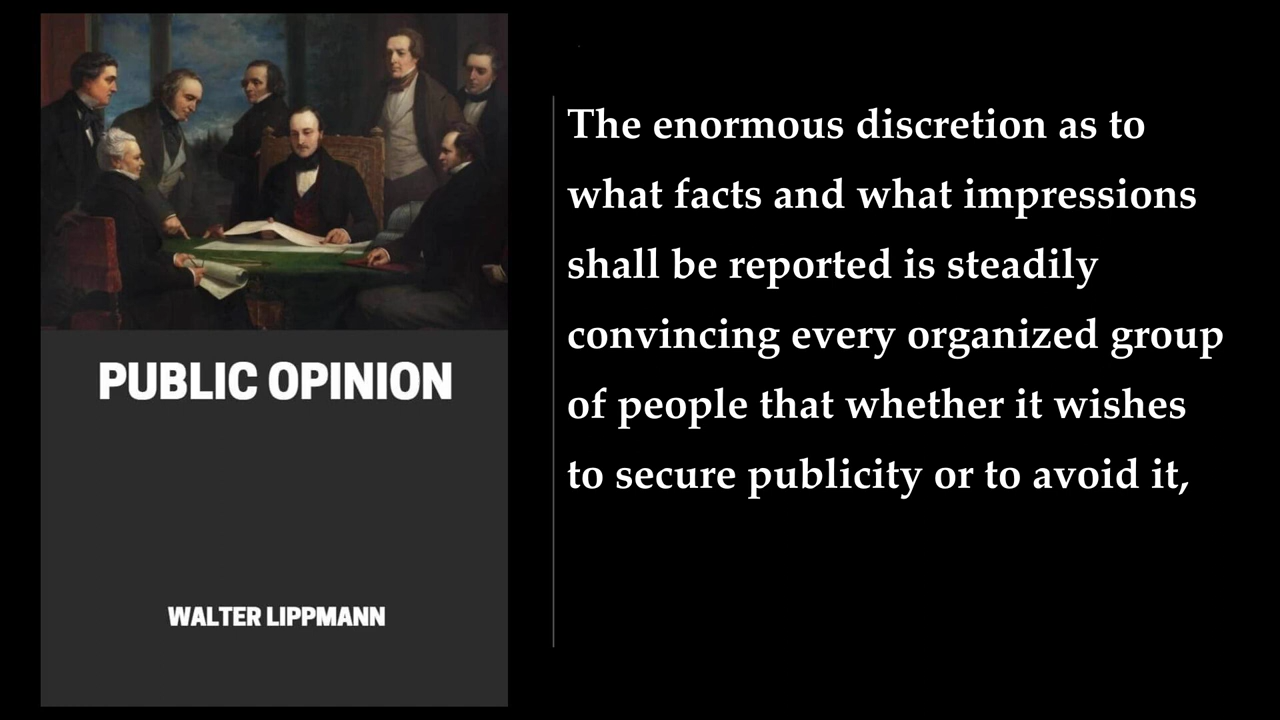 PUBLIC OPINION
WALTER LIPPMANN
The enormous discretion as to
what facts and what impressions
shall be reported is steadily
convincing every organized group
of people that whether it wishes
to secure publicity or to avoid it,